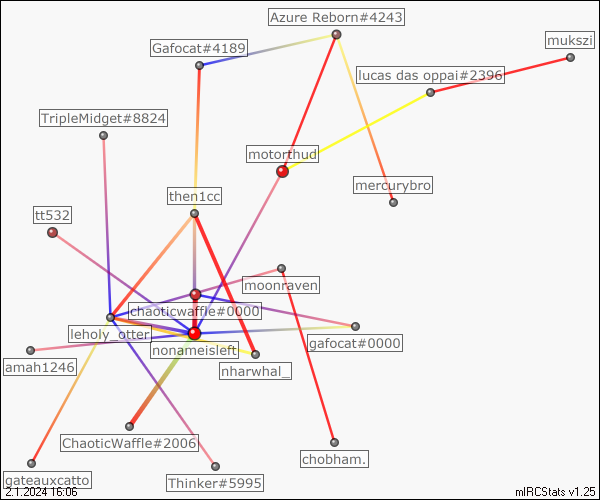 Azure Reborn#4243
Gafocat#4189
mukszi
lucas das oppai#2396
TripleMidget#8824
motorthud
mercurybro
then1cc
tt532
moonraven
chaoticwaffle#0000
leholy_otter
gafocat#0000
nonameisleft
amah1246
nharwhal_
ChaoticWaffle#2006
chobham.
gateauxcatto
Thinker#5995
2.1.2024 16:06
mIRCStats v1.25